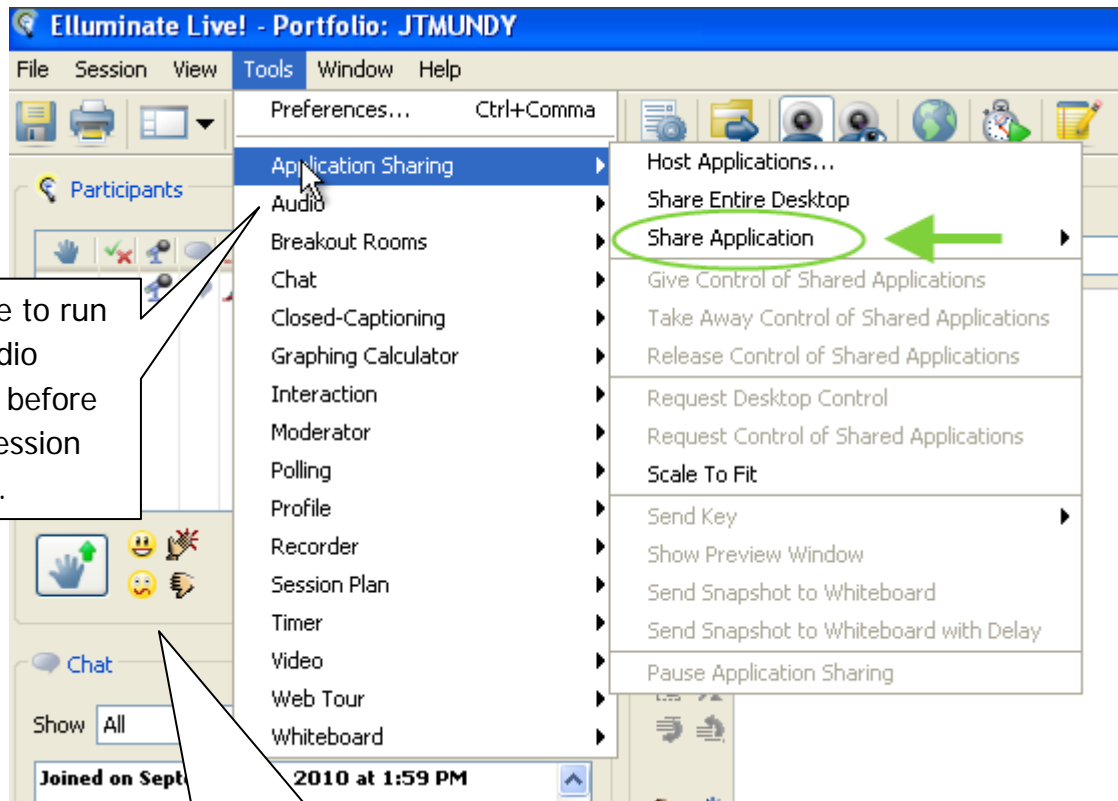 Elluminate Live! - Portfolio: JTMUNDY
File Session View Tools Window Help
Preferences... Ctrl+Comma
Application Sharing
Audio
Breakout Rooms
Chat
Closed-Captioning
Graphing Calculator
Interaction
Moderator
Polling
Profile
Recorder
Session Plan
Timer
Video
Web Tour
Whiteboard
Host Applications...
Share Entire Desktop
Share Application
Give Control of Shared Applications
Take Away Control of Shared Applications
Release Control of Shared Applications
Request Desktop Control
Request Control of Shared Applications
Scale To Fit
Send Key
Show Preview Window
Send Snapshot to Whiteboard
Send Snapshot to Whiteboard with Delay
Pause Application Sharing
Participants
e to run
dio
before
ession
.
Chat
Show All
Joined on Sept 2010 at 1:59 PM